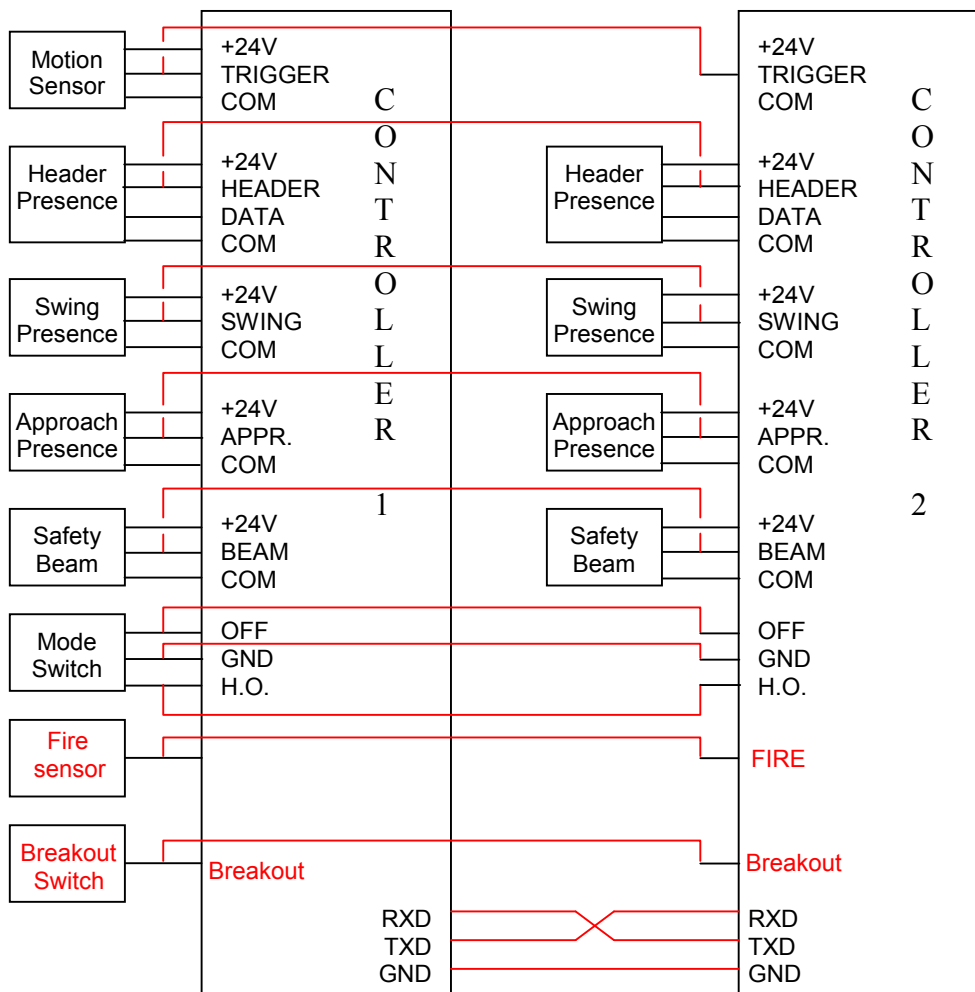 Motion
Sensor
+24V
TRIGGER
COM
Header
Presence
+24V
HEADER
DATA
COM
Swing
Presence
+24V
SWING
COM
Approach
Presence
+24V
APPR.
COM
Safety
Beam
+24V
BEAM
COM
Mode
Switch
OFF
GND
H.O.
Fire
sensor
Breakout
Switch
Breakout
RXD
TXD
GND
CONTROLLER
1
Header
Presence
Swing
Presence
Approach
Presence
Safety
Beam
+24V
TRIGGER
COM
+24V
HEADER
DATA
COM
+24V
SWING
COM
+24V
APPR.
COM
+24V
BEAM
COM
OFF
GND
H.O.
FIRE
Breakout
RXD
TXD
GND
CONTROLLER
2